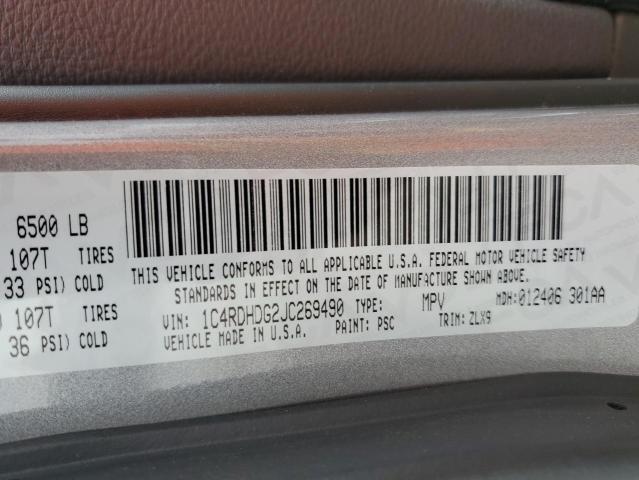 6500 LB
107T TIRES
33 PSI) COLD
107T TIRES
36 PSI) COLD
THIS VEHICLE CONFORMS TO ALL APPLICABLE U.S.A. FEDERAL MOTOR VEHICLE SAFETY
STANDARDS IN EFFECT ON THE DATE OF MANUFACTURE SHOWN ABOVE.
VIN: 1C4RDHDG2JC269490 TYPE: MPV MDH:012406 301AA
VEHICLE MADE IN U.S.A. PAINT: PSC TRIM: ZLX9